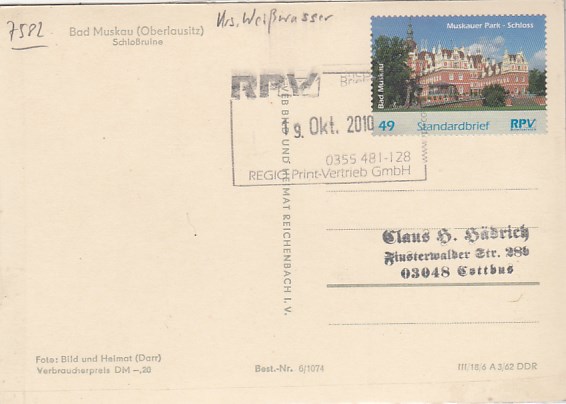 7582
Bad Muskau (Oberlausitz)
Schloßruine
Krs. Weißwasser
Muskauer Park - Schloss
Bad Muskau
49 Standardbrief RPV
RPV
19. Okt. 2010
0355 481-128
REGIO Print-Vertrieb GmbH
VEB BILD UND HEIMAT REICHENBACH I. V.
Claus H. Hädrich
Finsterwalder Str. 28b
03048 Cottbus
Foto: Bild und Heimat (Darr)
Verbraucherpreis DM –,20
Best.-Nr. 6/1074
III/18/6 A 3/62 DDR